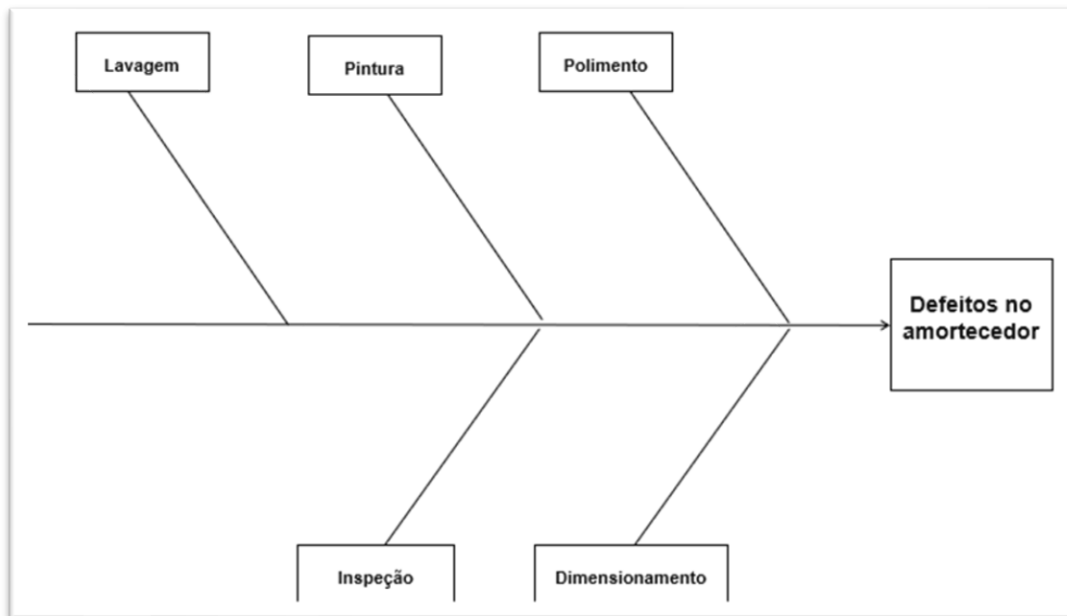 Lavagem
Pintura
Polimento
Defeitos no
amortecedor
Inspeção
Dimensionamento